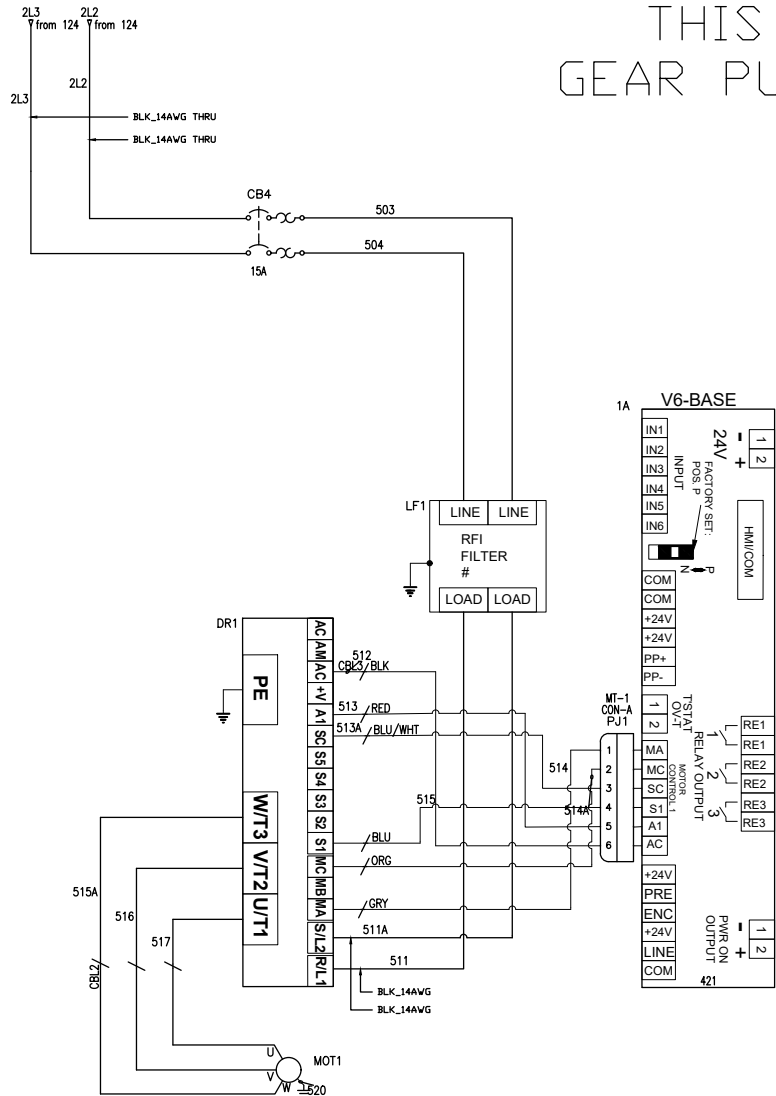 THIS
GEAR PU
2L3 2L2
from 124 from 124
2L2
2L3
BLK_14AWG THRU
BLK_14AWG THRU
CB4
503
504
15A
V6-BASE
1A
IN1
IN2
IN3
IN4
IN5
IN6
INPUT
FACTORY SET:
POS. P
N P
24V
- 1
+ 2
HMI/COM
COM
COM
+24V
+24V
PP+
PP-
1
2
T'STAT
OV-T
MA
MC
SC
S1
A1
AC
MOTOR
CONTROL 1
RELAY OUTPUT
1
2
3
RE1
RE1
RE2
RE2
RE3
RE3
+24V
PRE
ENC
+24V
LINE
COM
PWR ON
OUTPUT
- 1
+ 2
421
LF1
LINE LINE
RFI
FILTER
#
LOAD LOAD
MT-1
CON-A
PJ1
1
2
3
4
5
6
DR1
PE
W/T3
V/T2
U/T1
AC
AM
AC
+V
A1
SC
S5
S4
S3
S2
S1
MC
MB
MA
S/L2
R/L1
512
CBL3 BLK
513 RED
513A BLU/WHT
514
514A
515
BLU
ORG
GRY
511A
511
BLK_14AWG
BLK_14AWG
515A
516
517
CBL2
U
V
W
MOT1
520